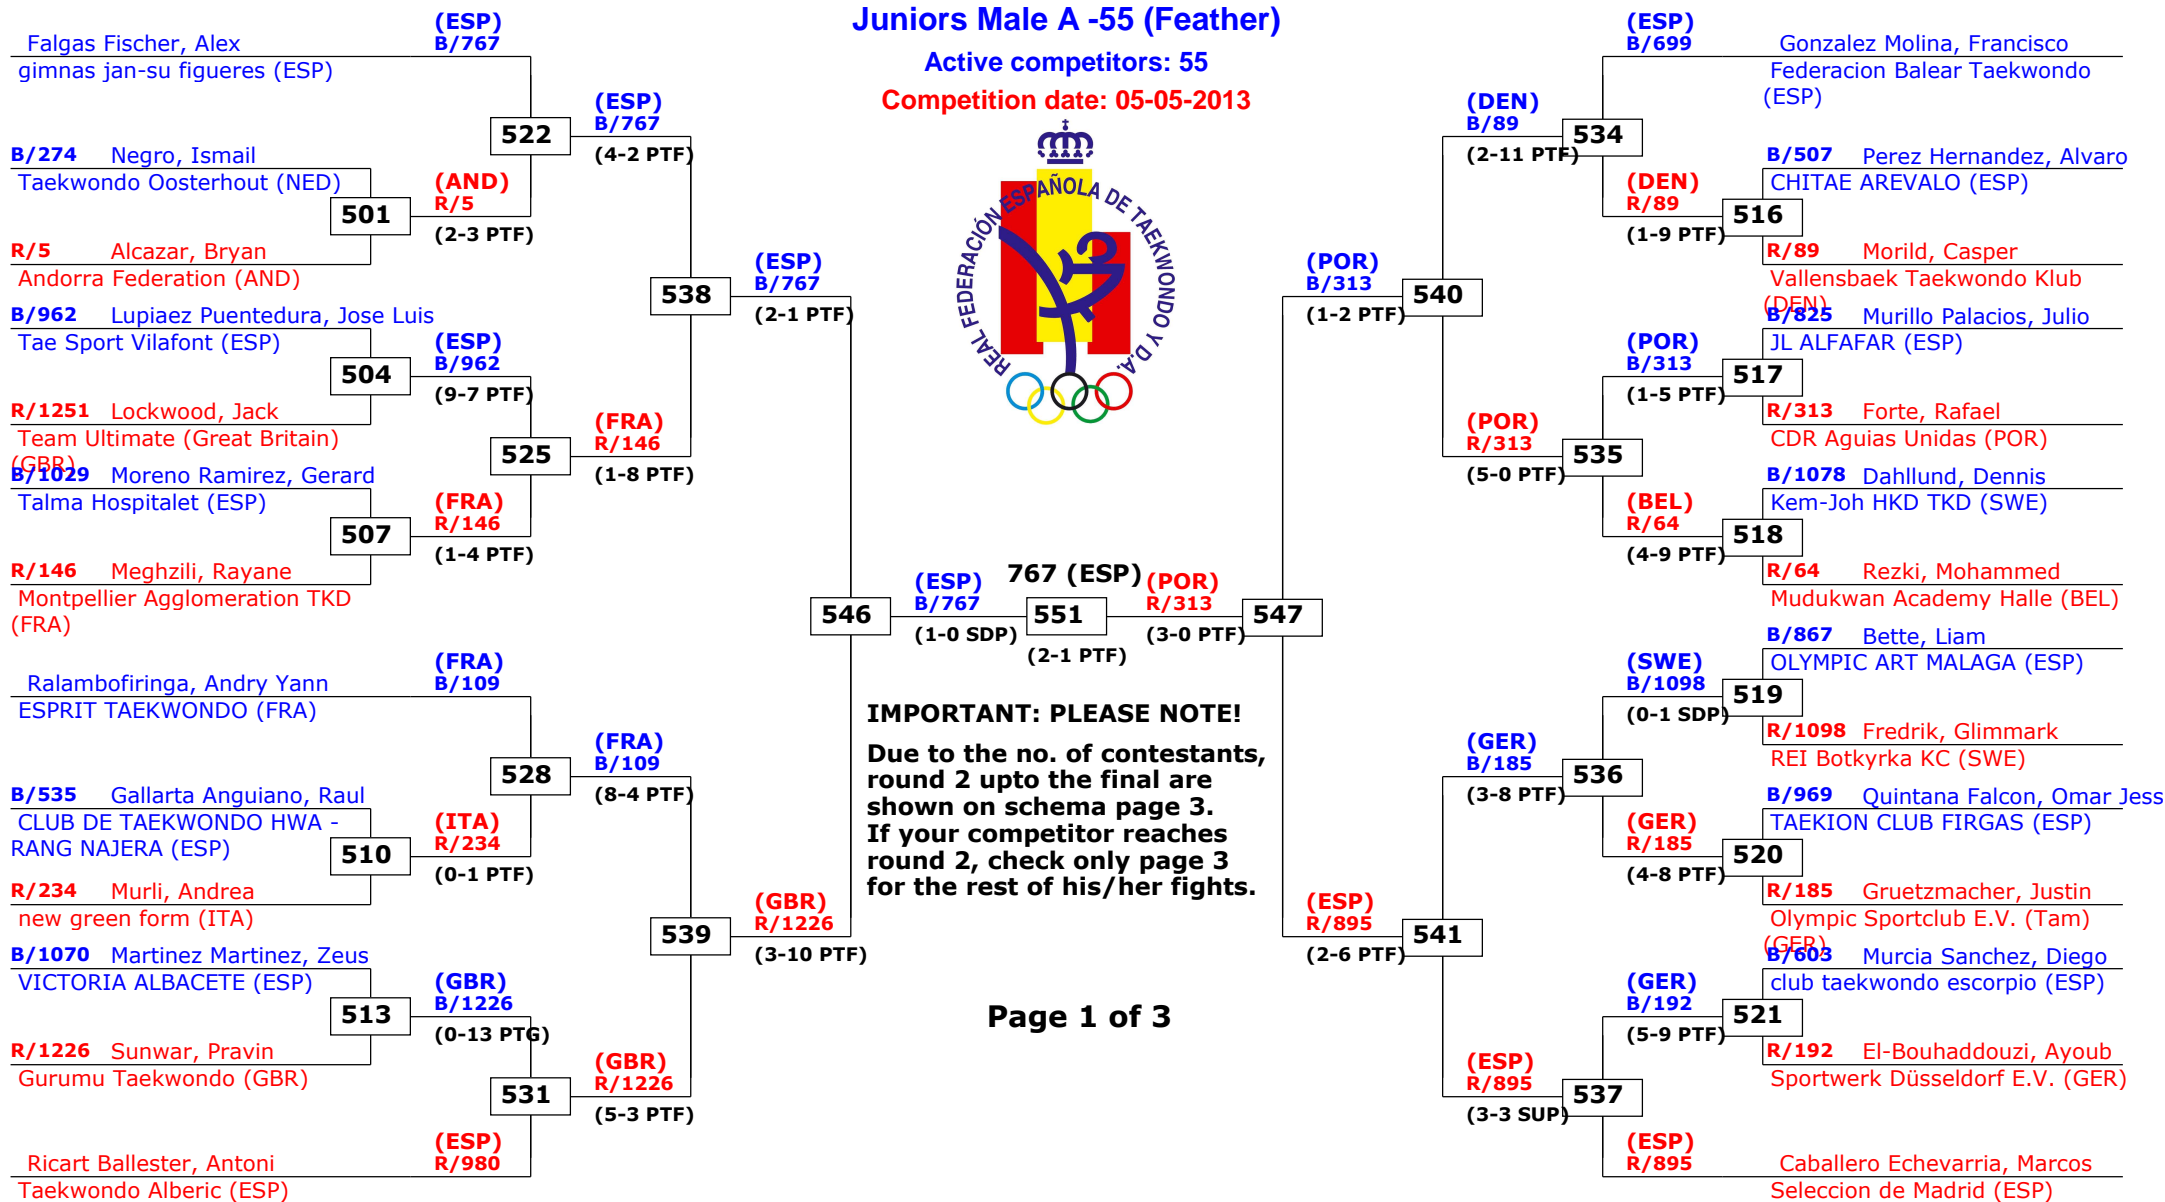 Juniors Male A -55 (Feather)
Active competitors: 55
Competition date: 05-05-2013
REAL FEDERACIÓN ESPAÑOLA DE TAEKWONDO Y D.A.
(ESP)
B/767
Falgas Fischer, Alex
gimnas jan-su figueres (ESP)
522
(ESP)
B/767
(4-2 PTF)
B/274 Negro, Ismail
Taekwondo Oosterhout (NED)
501
(AND)
R/5
(2-3 PTF)
R/5 Alcazar, Bryan
Andorra Federation (AND)
538
(ESP)
B/767
(2-1 PTF)
B/962 Lupiaez Puentedura, Jose Luis
Tae Sport Vilafont (ESP)
504
(ESP)
B/962
(9-7 PTF)
R/1251 Lockwood, Jack
Team Ultimate (Great Britain)
(GBR)
525
(FRA)
R/146
(1-8 PTF)
B/1029 Moreno Ramirez, Gerard
Talma Hospitalet (ESP)
507
(FRA)
R/146
(1-4 PTF)
R/146 Meghzili, Rayane
Montpellier Agglomeration TKD
(FRA)
546
(ESP)
B/767
(1-0 SDP)
767 (ESP)
551
(2-1 PTF)
(POR)
R/313
(3-0 PTF)
547
(FRA)
B/109
Ralambofiringa, Andry Yann
ESPRIT TAEKWONDO (FRA)
528
(FRA)
B/109
(8-4 PTF)
B/535 Gallarta Anguiano, Raul
CLUB DE TAEKWONDO HWA -
RANG NAJERA (ESP)
510
(ITA)
R/234
(0-1 PTF)
R/234 Murli, Andrea
new green form (ITA)
539
(GBR)
R/1226
(3-10 PTF)
B/1070 Martinez Martinez, Zeus
VICTORIA ALBACETE (ESP)
513
(GBR)
B/1226
(0-13 PTG)
R/1226 Sunwar, Pravin
Gurumu Taekwondo (GBR)
531
(GBR)
R/1226
(5-3 PTF)
(ESP)
R/980
Ricart Ballester, Antoni
Taekwondo Alberic (ESP)
IMPORTANT: PLEASE NOTE!
Due to the no. of contestants,
round 2 upto the final are
shown on schema page 3.
If your competitor reaches
round 2, check only page 3
for the rest of his/her fights.
Page 1 of 3
(ESP)
B/699
Gonzalez Molina, Francisco
Federacion Balear Taekwondo
(ESP)
(DEN)
B/89
(2-11 PTF)
534
B/507 Perez Hernandez, Alvaro
CHITAE AREVALO (ESP)
(DEN)
R/89
(1-9 PTF)
516
R/89 Morild, Casper
Vallensbaek Taekwondo Klub
(DEN)
(POR)
B/313
(1-2 PTF)
540
B/825 Murillo Palacios, Julio
JL ALFAFAR (ESP)
(POR)
B/313
(1-5 PTF)
517
R/313 Forte, Rafael
CDR Aguias Unidas (POR)
(POR)
R/313
(5-0 PTF)
535
B/1078 Dahllund, Dennis
Kem-Joh HKD TKD (SWE)
(BEL)
R/64
(4-9 PTF)
518
R/64 Rezki, Mohammed
Mudukwan Academy Halle (BEL)
B/867 Bette, Liam
OLYMPIC ART MALAGA (ESP)
(SWE)
B/1098
(0-1 SDP)
519
R/1098 Fredrik, Glimmark
REI Botkyrka KC (SWE)
(GER)
B/185
(3-8 PTF)
536
B/969 Quintana Falcon, Omar Jess
TAEKION CLUB FIRGAS (ESP)
(GER)
R/185
(4-8 PTF)
520
R/185 Gruetzmacher, Justin
Olympic Sportclub E.V. (Tam)
(GER)
(ESP)
R/895
(2-6 PTF)
541
B/603 Murcia Sanchez, Diego
club taekwondo escorpio (ESP)
(GER)
B/192
(5-9 PTF)
521
R/192 El-Bouhaddouzi, Ayoub
Sportwerk Düsseldorf E.V. (GER)
(ESP)
R/895
(3-3 SUP)
537
(ESP)
R/895
Caballero Echevarria, Marcos
Seleccion de Madrid (ESP)